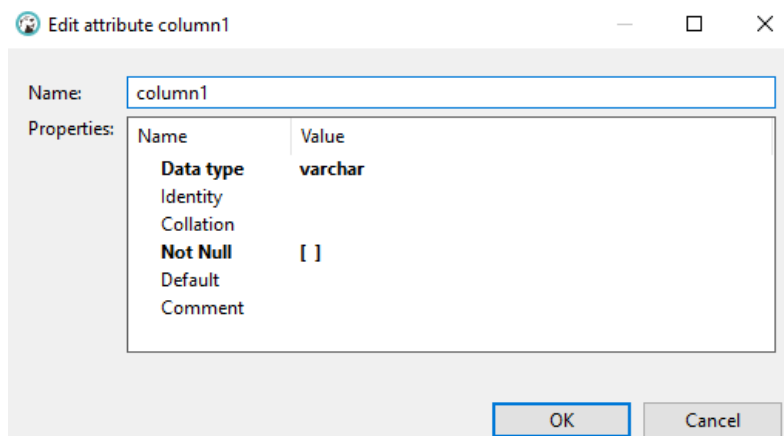 Edit attribute column1
Name: column1
Properties:
Name Value
Data type varchar
Identity
Collation
Not Null [ ]
Default
Comment
OK Cancel